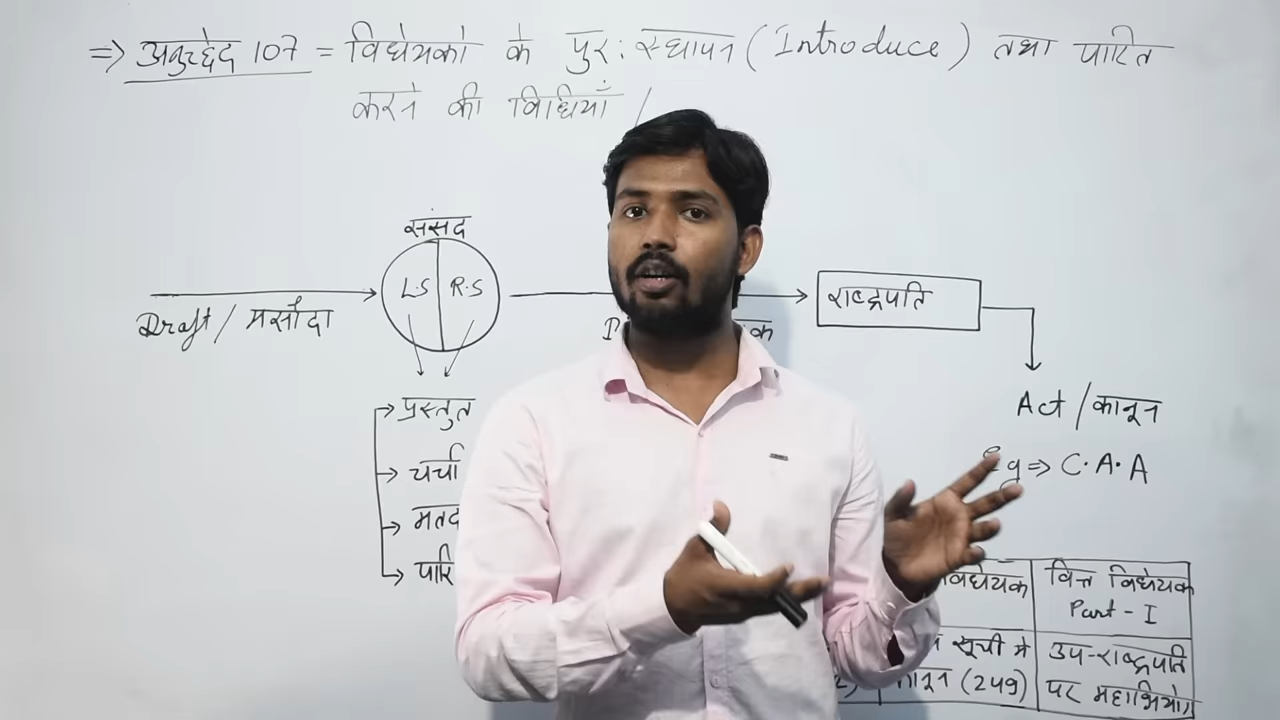 ⇒ अनुच्छेद 107 = विधेयको के पुर: स्थापन (Introduce) तथा पारित
करने की विधियाँ /
संसद
L.S R.S
Draft / मसौदा
राष्ट्रपति
प्रस्तुत
चर्चा
Act / कानून
Eg ⇒ C.A.A
विधेयक
वित्त विधेयक
Part - I
सूची मे
उप-राष्ट्रपति
(249)
पर महाभियोग